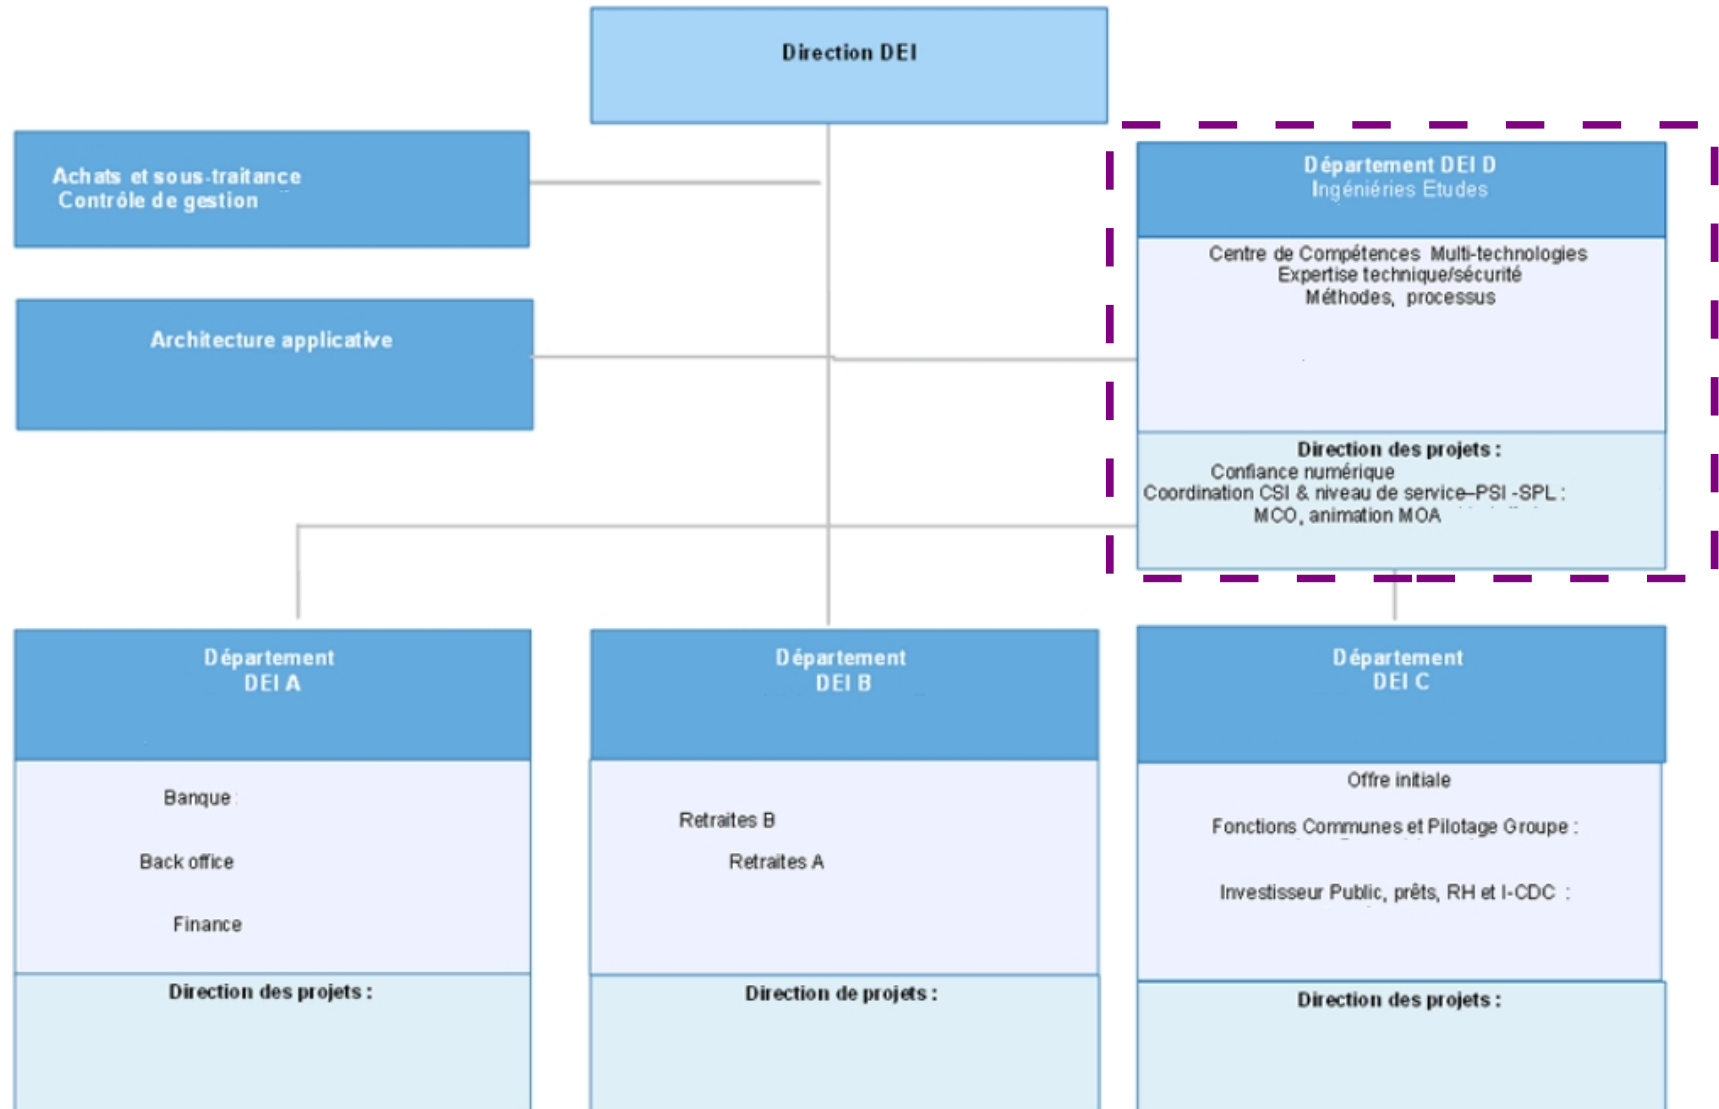 Direction DEI
Achats et sous-traitance
Contrôle de gestion
Architecture applicative
Département DEI D
Ingéniéries Etudes
Centre de Compétences Multi-technologies
Expertise technique/sécurité
Méthodes, processus
Direction des projets :
Confiance numérique
Coordination CSI & niveau de service–PSI -SPL :
MCO, animation MOA
Département
DEI A
Banque :
Back office
Finance
Direction des projets :
Département
DEI B
Retraites B
Retraites A
Direction de projets :
Département
DEI C
Offre initiale
Fonctions Communes et Pilotage Groupe :
Investisseur Public, prêts, RH et I-CDC :
Direction des projets :